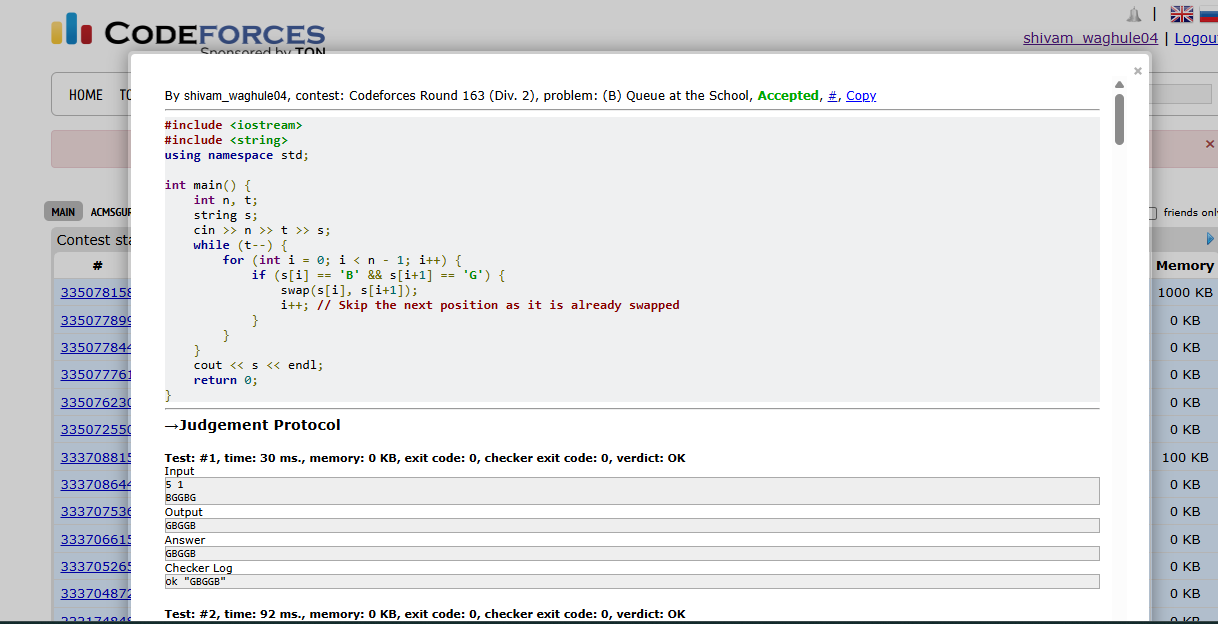 CODEFORCES
Sponsored by TON
|
shivam_waghule04 | Logou
HOME TO
×
×
By shivam_waghule04, contest: Codeforces Round 163 (Div. 2), problem: (B) Queue at the School, Accepted, #, Copy
#include <iostream>
#include <string>
using namespace std;
int main() {
    int n, t;
    string s;
    cin >> n >> t >> s;
    while (t--) {
        for (int i = 0; i < n - 1; i++) {
            if (s[i] == 'B' && s[i+1] == 'G') {
                swap(s[i], s[i+1]);
                i++; // Skip the next position as it is already swapped
            }
        }
    }
    cout << s << endl;
    return 0;
}
→Judgement Protocol
Test: #1, time: 30 ms., memory: 0 KB, exit code: 0, checker exit code: 0, verdict: OK
Input
5 1
BGGBG
Output
GBGGB
Answer
GBGGB
Checker Log
ok "GBGGB"
Test: #2, time: 92 ms., memory: 0 KB, exit code: 0, checker exit code: 0, verdict: OK
MAIN ACMSGUR
friends onl
Contest sta
#
Memory
335078158
1000 KB
335077899
0 KB
335077844
0 KB
335077761
0 KB
335076230
0 KB
335072550
0 KB
333708815
100 KB
333708644
0 KB
333707536
0 KB
333706615
0 KB
333705265
0 KB
333704872
0 KB
0 KB